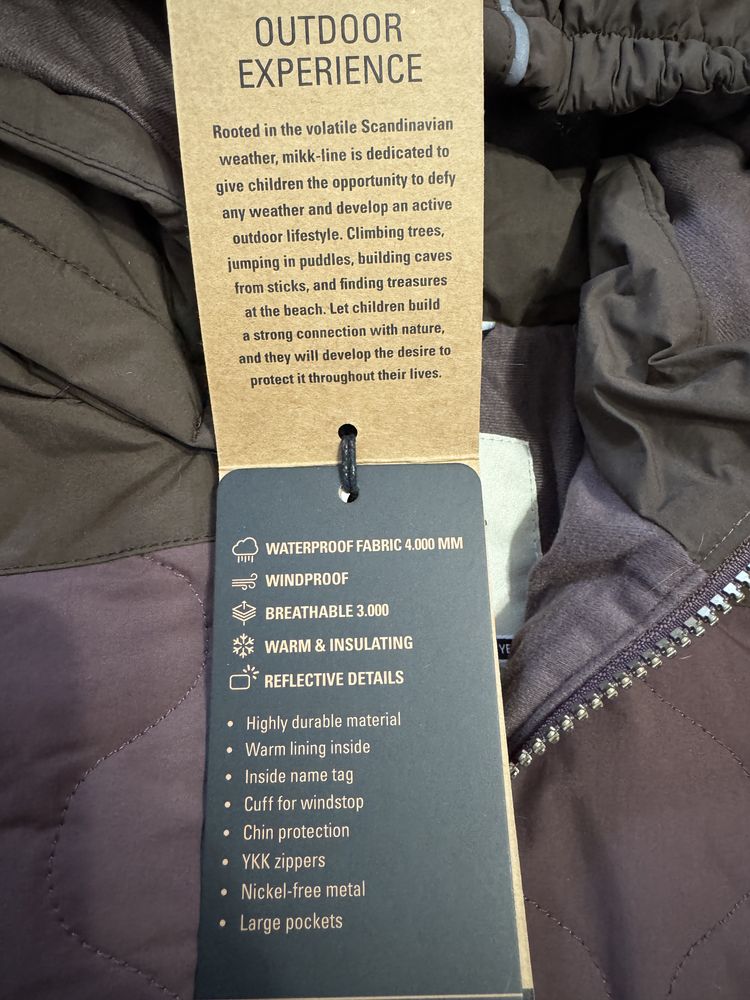 OUTDOOR
EXPERIENCE
Rooted in the volatile Scandinavian
weather, mikk-line is dedicated to
give children the opportunity to defy
any weather and develop an active
outdoor lifestyle. Climbing trees,
jumping in puddles, building caves
from sticks, and finding treasures
at the beach. Let children build
a strong connection with nature,
and they will develop the desire to
protect it throughout their lives.
WATERPROOF FABRIC 4.000 MM
WINDPROOF
BREATHABLE 3.000
WARM & INSULATING
REFLECTIVE DETAILS
• Highly durable material
• Warm lining inside
• Inside name tag
• Cuff for windstop
• Chin protection
• YKK zippers
• Nickel-free metal
• Large pockets